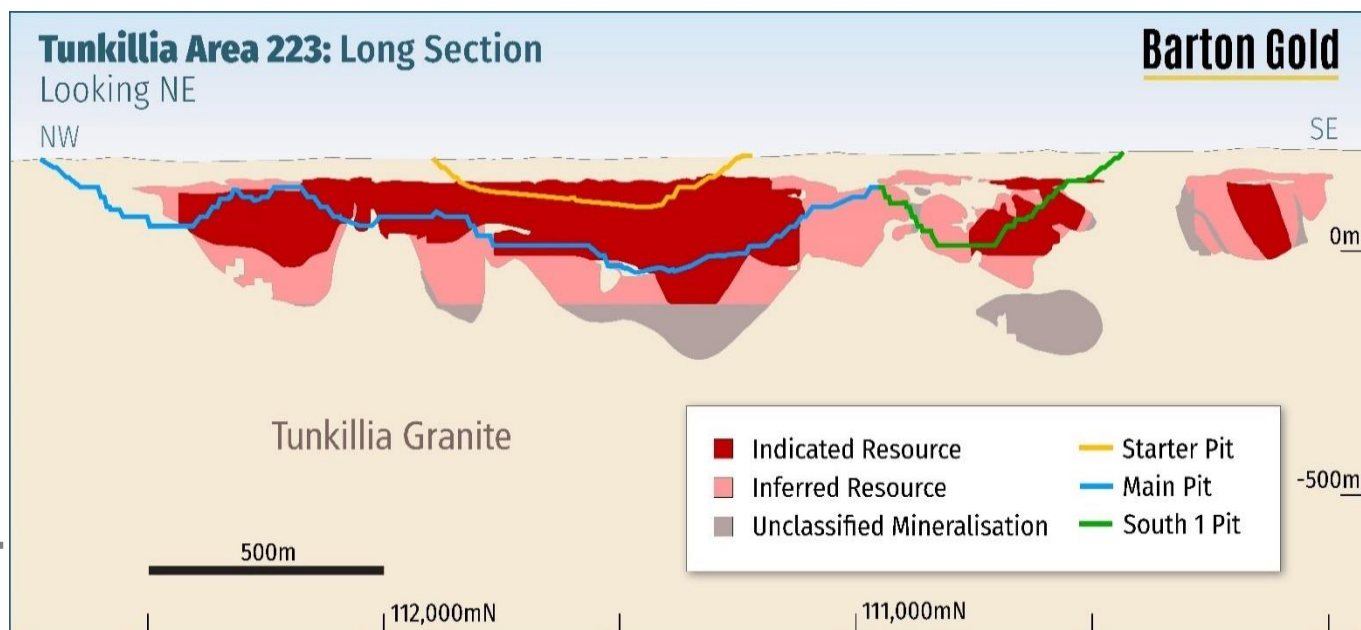 Tunkillia Area 223: Long Section
Looking NE
Barton Gold
NW
SE
0m
Tunkillia Granite
Indicated Resource
Inferred Resource
Unclassified Mineralisation
Starter Pit
Main Pit
South 1 Pit
-500m
500m
112,000mN
111,000mN